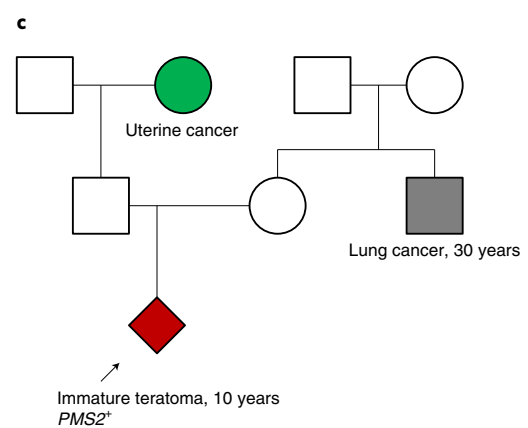 c
Uterine cancer
Lung cancer, 30 years
Immature teratoma, 10 years
PMS2⁺